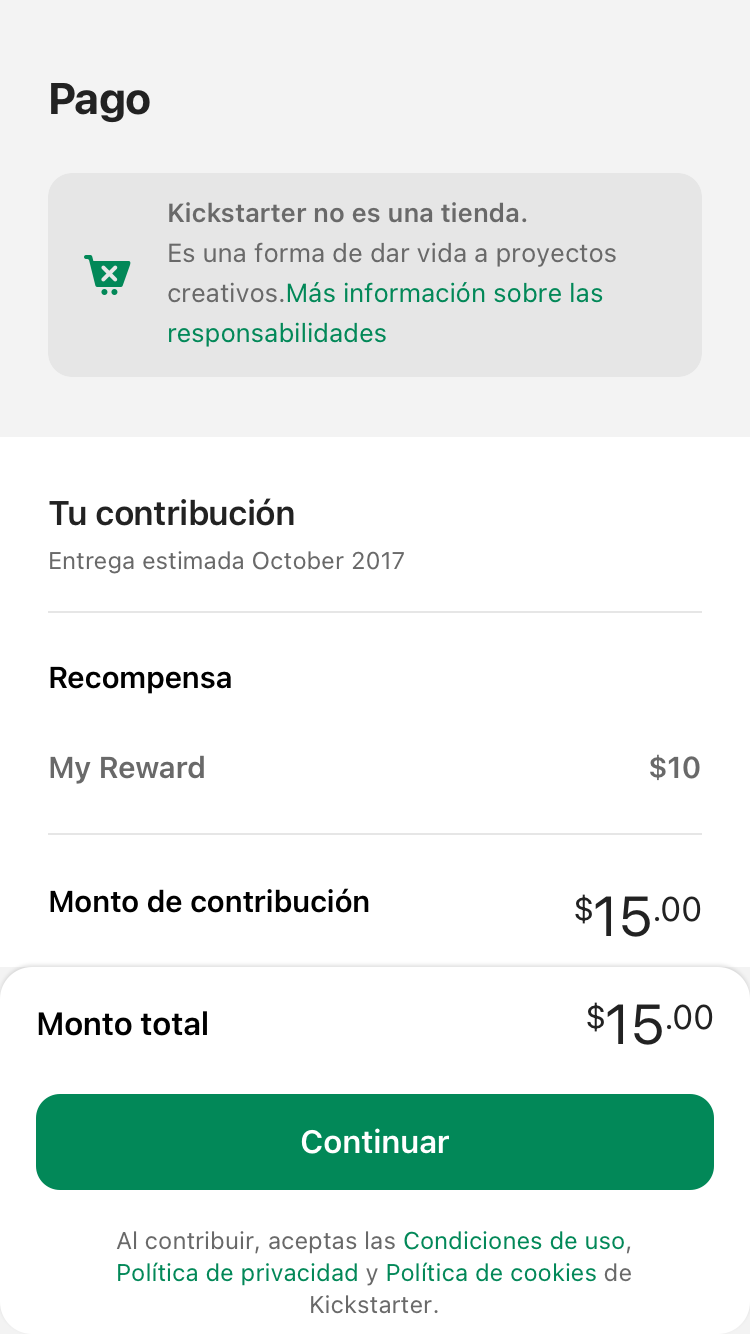 Pago
Kickstarter no es una tienda.
Es una forma de dar vida a proyectos
creativos.Más información sobre las
responsabilidades
Tu contribución
Entrega estimada October 2017
Recompensa
My Reward $10
Monto de contribución $15.00
Monto total $15.00
Continuar
Al contribuir, aceptas las Condiciones de uso,
Política de privacidad y Política de cookies de
Kickstarter.